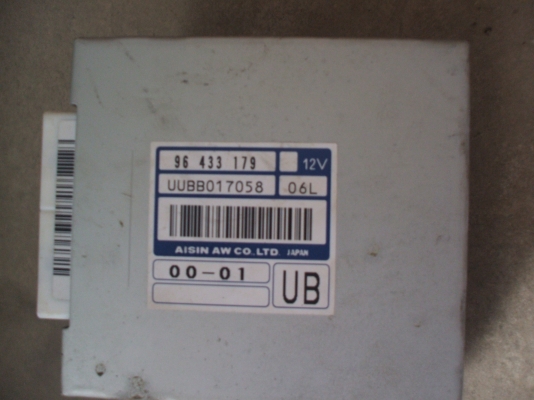 96 433 179 12V
UUBB017058 06L
AISIN AW CO.,LTD. JAPAN
00-01
UB